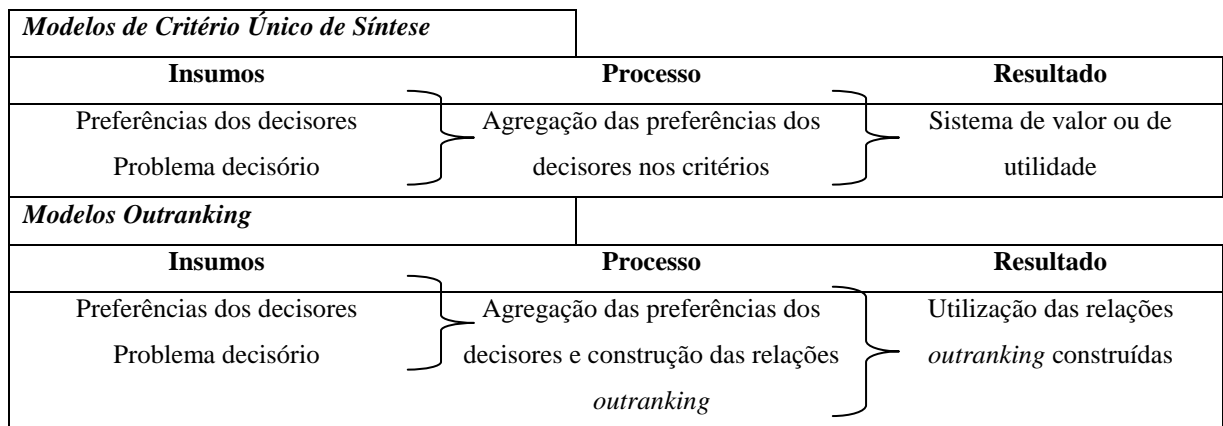 Modelos de Critério Único de Síntese
Insumos Processo Resultado
Preferências dos decisores Agregação das preferências dos Sistema de valor ou de
Problema decisório decisores nos critérios utilidade
Modelos Outranking
Insumos Processo Resultado
Preferências dos decisores Agregação das preferências dos Utilização das relações
Problema decisório decisores e construção das relações outranking construídas
outranking